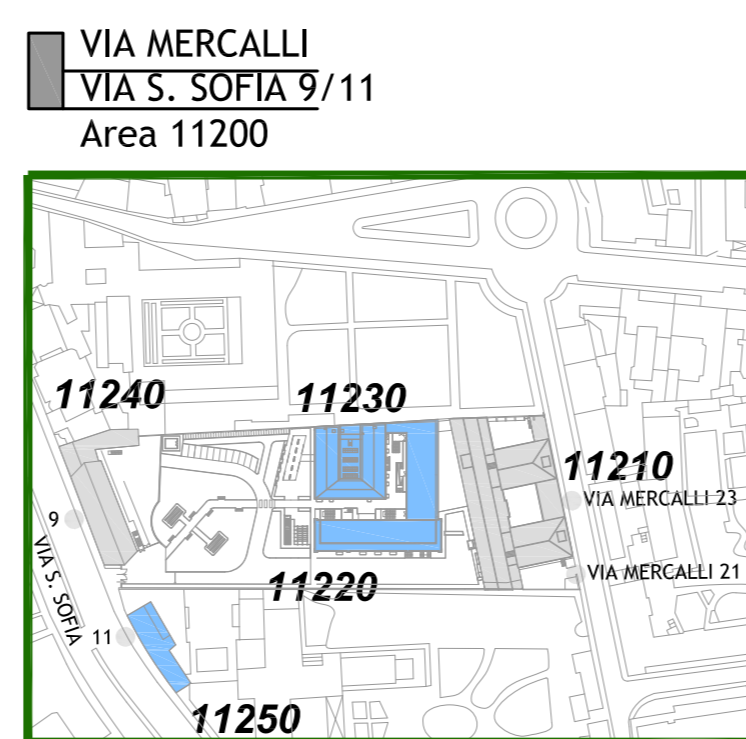 VIA MERCALLI
VIA S. SOFIA 9/11
Area 11200
11240
11230
11210
VIA MERCALLI 23
9
VIA S. SOFIA
VIA MERCALLI 21
11220
11
11250